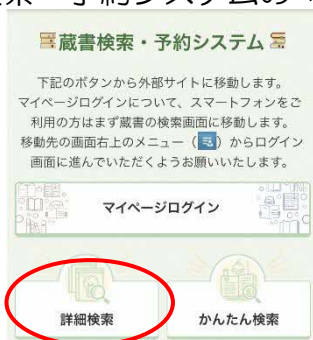 蔵書検索・予約システム
下記のボタンから外部サイトに移動します。
マイページログインについて、スマートフォンをご
利用の方はまず蔵書の検索画面に移動します。
移動先の画面右上のメニュー（）からログイン
画面に進んでいただくようお願いいたします。
マイページログイン
詳細検索
かんたん検索